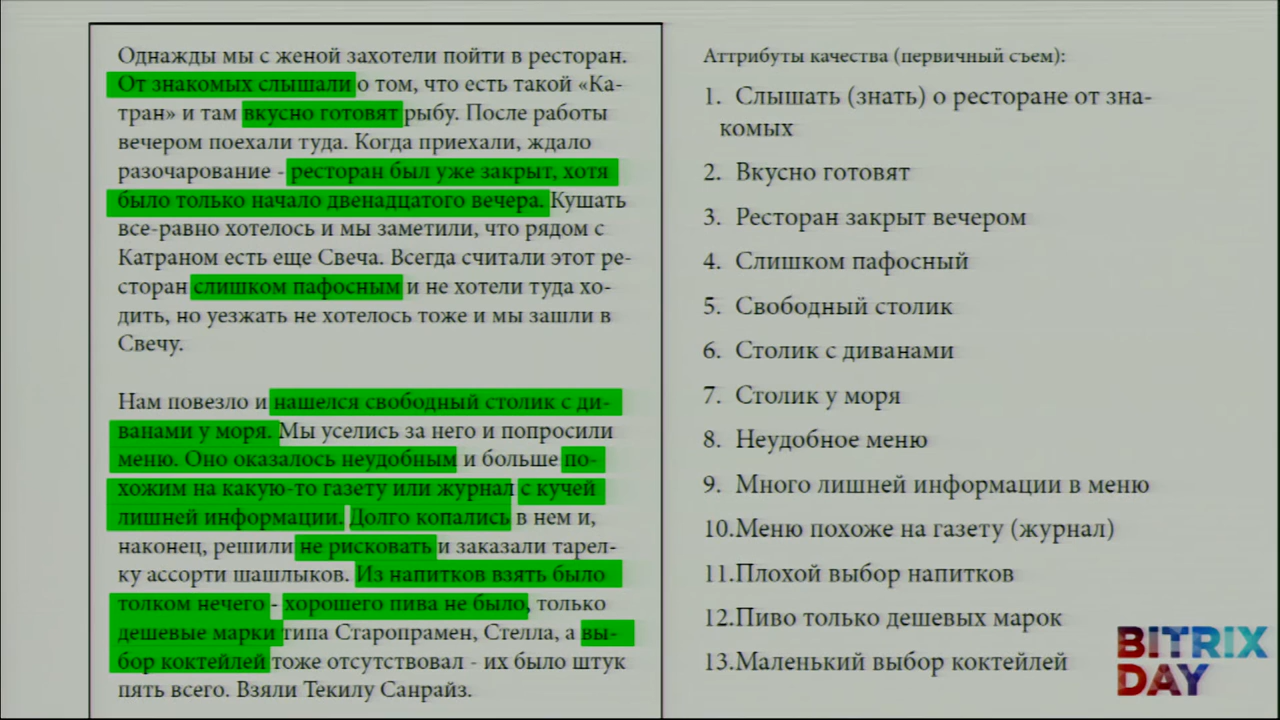 Однажды мы с женой захотели пойти в ресторан.
От знакомых слышали о том, что есть такой «Ка-
тран» и там вкусно готовят рыбу. После работы
вечером поехали туда. Когда приехали, ждало
разочарование - ресторан был уже закрыт, хотя
было только начало двенадцатого вечера. Кушать
все-равно хотелось и мы заметили, что рядом с
Катраном есть еще Свеча. Всегда считали этот ре-
сторан слишком пафосным и не хотели туда хо-
дить, но уезжать не хотелось тоже и мы зашли в
Свечу.
Нам повезло и нашелся свободный столик с ди-
ванами у моря. Мы уселись за него и попросили
меню. Оно оказалось неудобным и больше по-
хожим на какую-то газету или журнал с кучей
лишней информации. Долго копались в нем и,
наконец, решили не рисковать и заказали тарел-
ку ассорти шашлыков. Из напитков взять было
толком нечего - хорошего пива не было, только
дешевые марки типа Старопрамен, Стелла, а вы-
бор коктейлей тоже отсутствовал - их было штук
пять всего. Взяли Текилу Санрайз.
Аттрибуты качества (первичный съем):
1. Слышать (знать) о ресторане от зна-
комых
2. Вкусно готовят
3. Ресторан закрыт вечером
4. Слишком пафосный
5. Свободный столик
6. Столик с диванами
7. Столик у моря
8. Неудобное меню
9. Много лишней информации в меню
10.Меню похоже на газету (журнал)
11.Плохой выбор напитков
12.Пиво только дешевых марок
13.Маленький выбор коктейлей
BITRIX
DAY